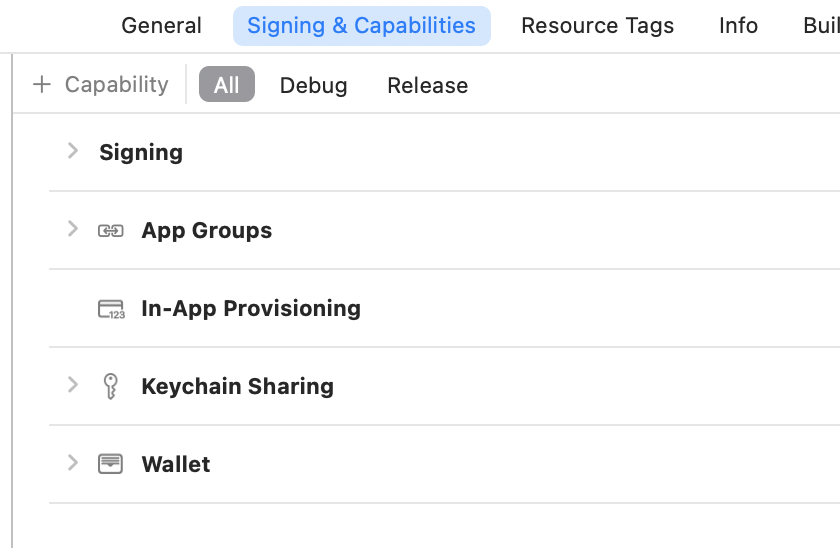 General Signing & Capabilities Resource Tags Info Buil
+ Capability All Debug Release
Signing
App Groups
123 In-App Provisioning
Keychain Sharing
Wallet